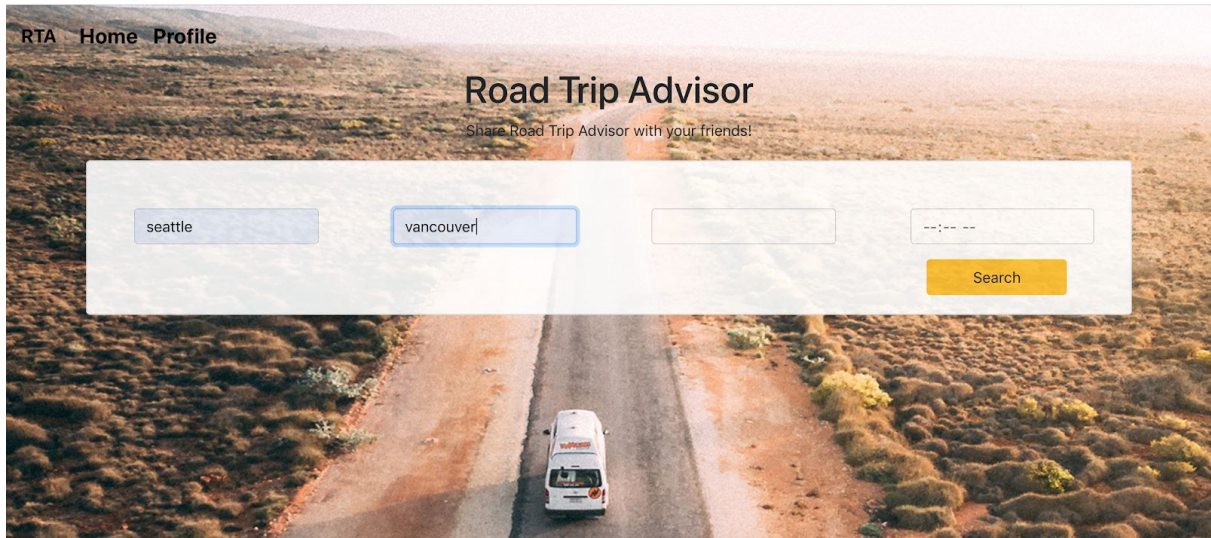 RTA Home Profile
Road Trip Advisor
Share Road Trip Advisor with your friends!
seattle vancouver --:-- --
Search